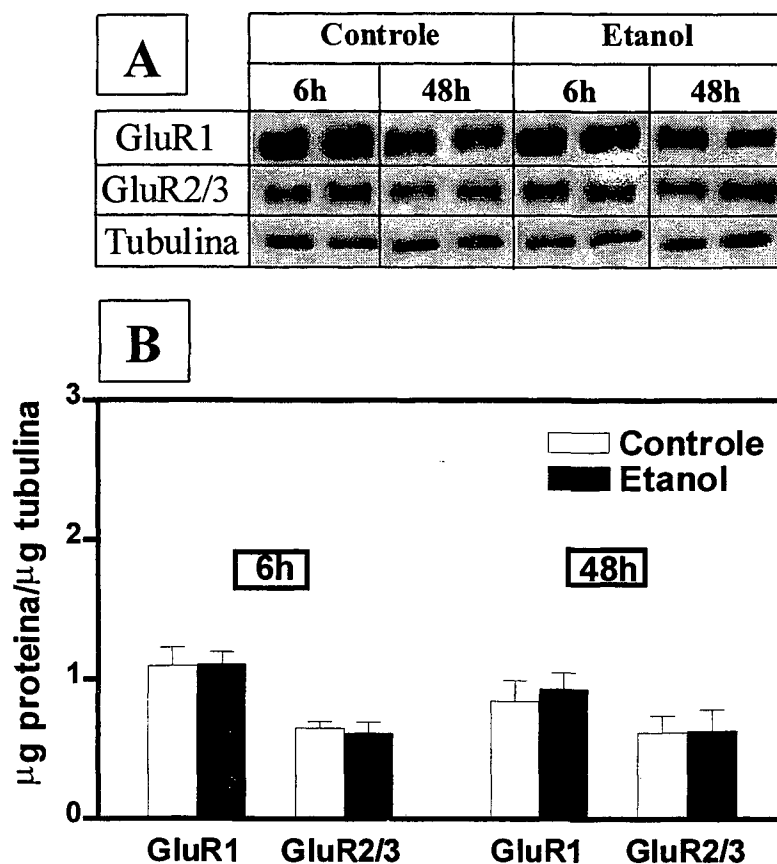 A
Controle Etanol
6h 48h 6h 48h
GluR1
GluR2/3
Tubulina
B
µg proteina/µg tubulina
3
2
1
0
Controle
Etanol
6h 48h
GluR1 GluR2/3 GluR1 GluR2/3